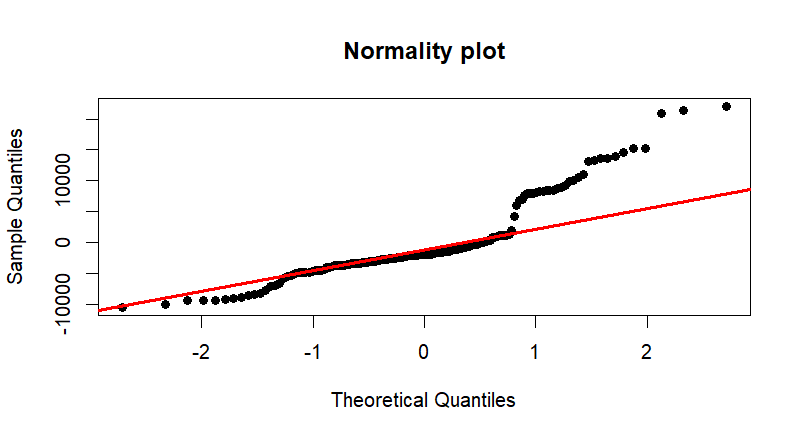 Normality plot
Sample Quantiles
10000
0
-10000
-2 -1 0 1 2
Theoretical Quantiles